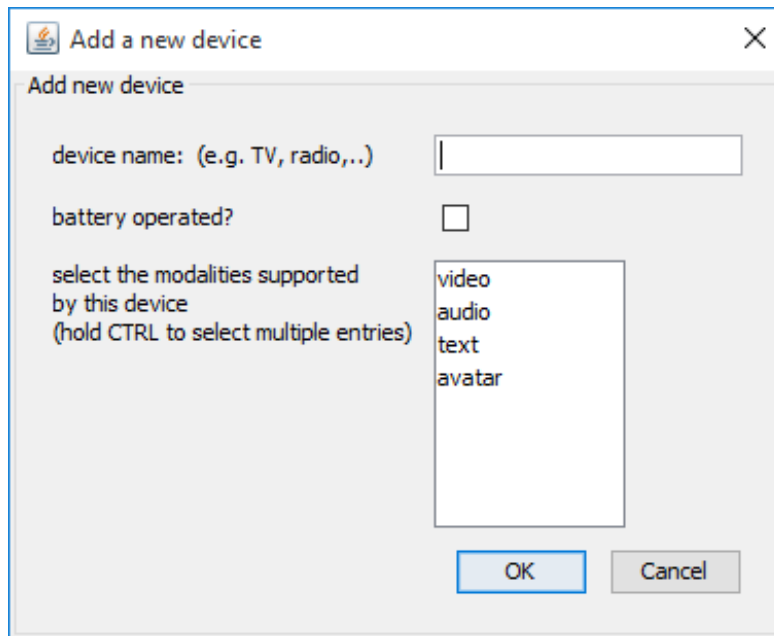 Add a new device
Add new device
device name:  (e.g. TV, radio,..)
battery operated?
select the modalities supported
by this device
(hold CTRL to select multiple entries)
video
audio
text
avatar
OK
Cancel